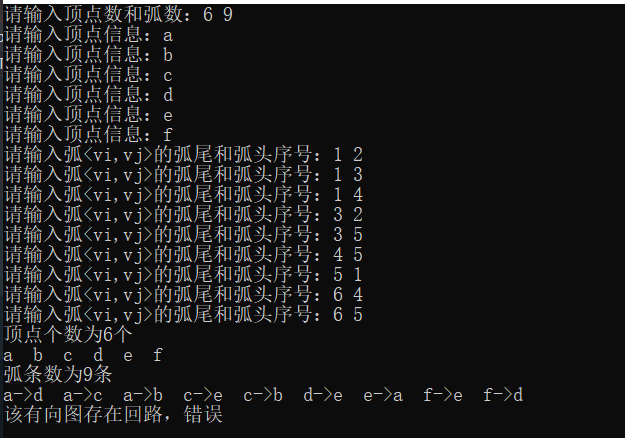 请输入顶点数和弧数：6 9
请输入顶点信息：a
请输入顶点信息：b
请输入顶点信息：c
请输入顶点信息：d
请输入顶点信息：e
请输入顶点信息：f
请输入弧<vi,vj>的弧尾和弧头序号：1 2
请输入弧<vi,vj>的弧尾和弧头序号：1 3
请输入弧<vi,vj>的弧尾和弧头序号：1 4
请输入弧<vi,vj>的弧尾和弧头序号：3 2
请输入弧<vi,vj>的弧尾和弧头序号：3 5
请输入弧<vi,vj>的弧尾和弧头序号：4 5
请输入弧<vi,vj>的弧尾和弧头序号：5 1
请输入弧<vi,vj>的弧尾和弧头序号：6 4
请输入弧<vi,vj>的弧尾和弧头序号：6 5
顶点个数为6个
a  b  c  d  e  f
弧条数为9条
a->d  a->c  a->b  c->e  c->b  d->e  e->a  f->e  f->d
该有向图存在回路，错误